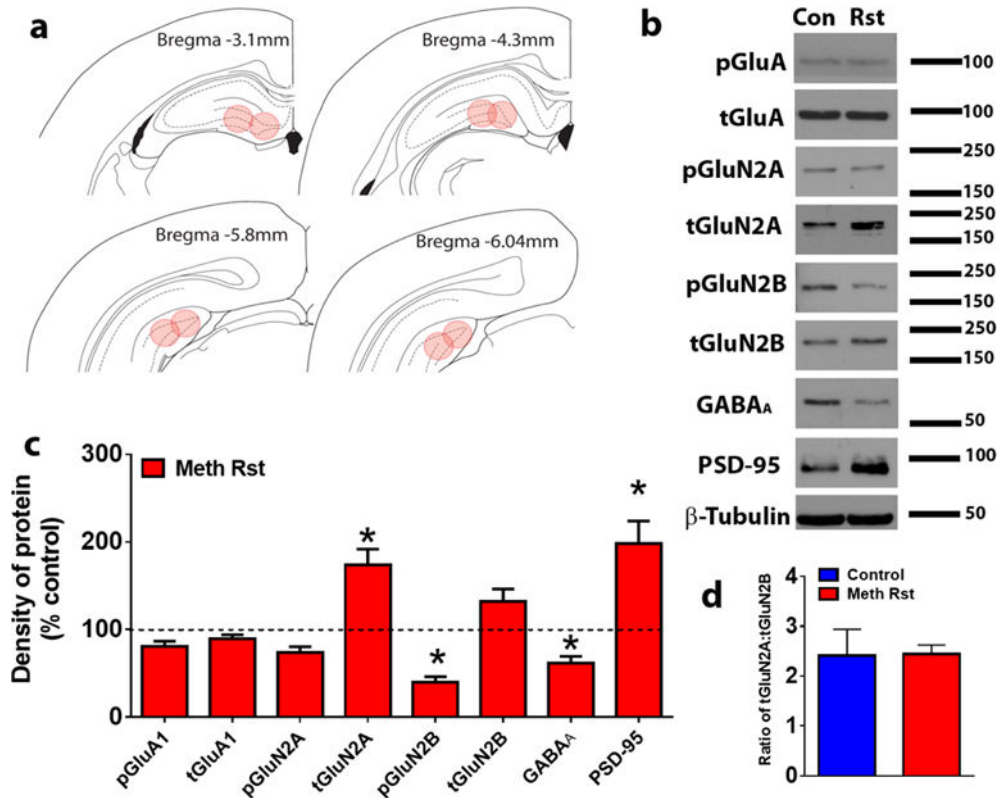 a
Bregma -3.1mm
Bregma -4.3mm
Bregma -5.8mm
Bregma -6.04mm
b
Con Rst
pGluA
100
tGluA
100
pGluN2A
250
150
tGluN2A
250
150
pGluN2B
250
150
tGluN2B
250
150
GABAA
50
PSD-95
100
β-Tubulin
50
c
Density of protein
(% control)
300
200
100
0
Meth Rst
*
*
*
*
pGluA1
tGluA1
pGluN2A
tGluN2A
pGluN2B
tGluN2B
GABAA
PSD-95
d
Ratio of tGluN2A:tGluN2B
4
3
2
1
0
Control
Meth Rst